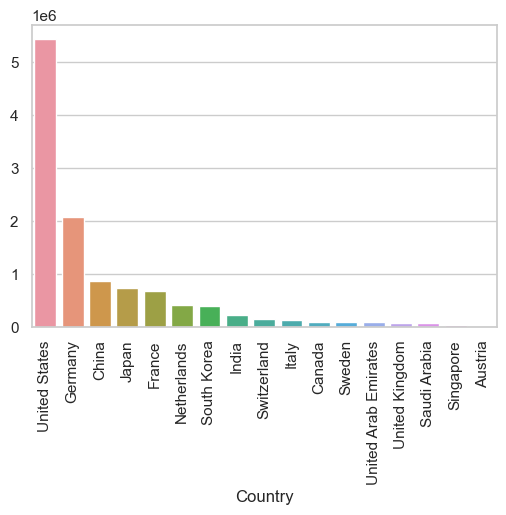 1e6
5
4
3
2
1
0
United States
Germany
China
Japan
France
Netherlands
South Korea
India
Switzerland
Italy
Canada
Sweden
United Arab Emirates
United Kingdom
Saudi Arabia
Singapore
Austria
Country